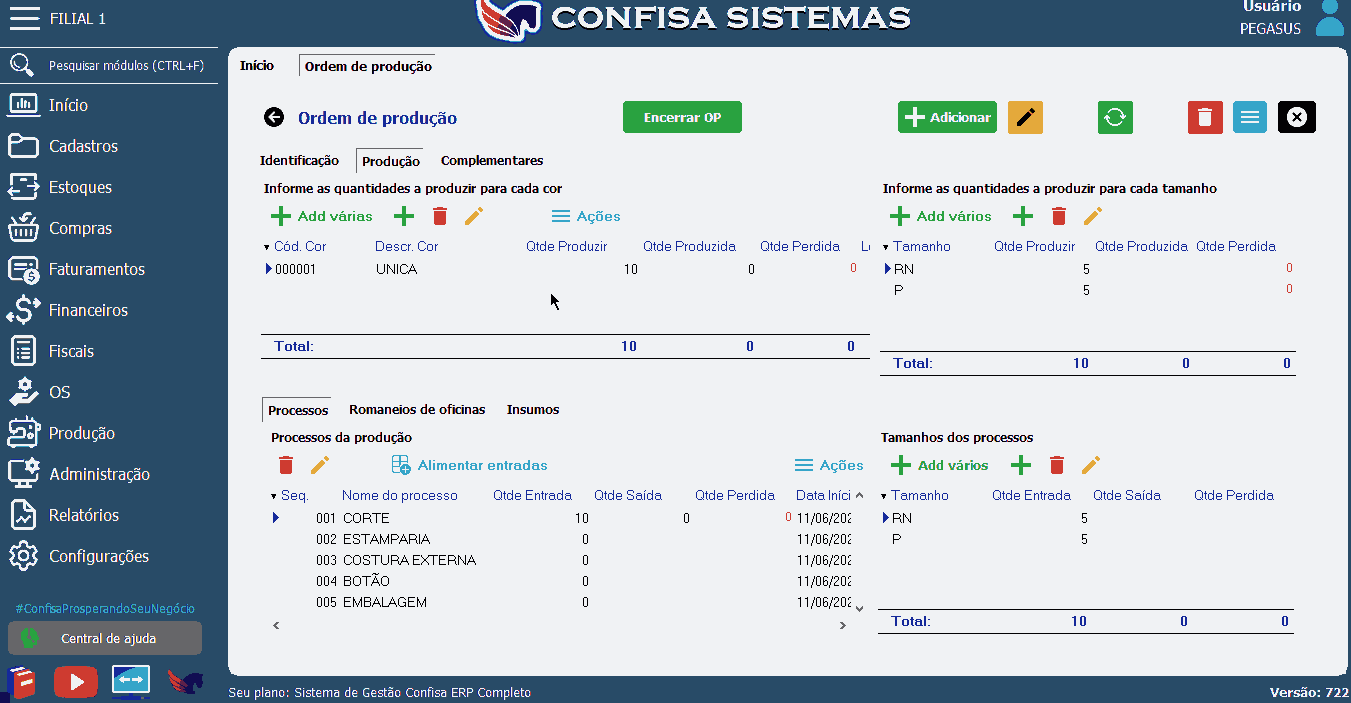 FILIAL 1
CONFISA SISTEMAS
Usuário
PEGASUS
Pesquisar módulos (CTRL+F)
Início
Cadastros
Estoques
Compras
Faturamentos
Financeiros
Fiscais
OS
Produção
Administração
Relatórios
Configurações
#ConfisaProsperandoSeuNegócio
Central de ajuda
Início Ordem de produção
Ordem de produção Encerrar OP Adicionar
Identificação Produção Complementares
Informe as quantidades a produzir para cada cor
Add várias Ações
Cód. Cor Descr. Cor Qtde Produzir Qtde Produzida Qtde Perdida
000001 UNICA 10 0 0
Total: 10 0 0
Informe as quantidades a produzir para cada tamanho
Add vários
Tamanho Qtde Produzir Qtde Produzida Qtde Perdida
RN 5 0
P 5 0
Total: 10 0 0
Processos Romaneios de oficinas Insumos
Processos da produção
Alimentar entradas Ações
Seq. Nome do processo Qtde Entrada Qtde Saída Qtde Perdida Data Iníci
001 CORTE 10 0 0 11/06/202
002 ESTAMPARIA 0 11/06/202
003 COSTURA EXTERNA 0 11/06/202
004 BOTÃO 0 11/06/202
005 EMBALAGEM 0 11/06/202
Tamanhos dos processos
Add vários
Tamanho Qtde Entrada Qtde Saída Qtde Perdida
RN 5
P 5
Total: 10 0 0
Seu plano: Sistema de Gestão Confisa ERP Completo
Versão: 722